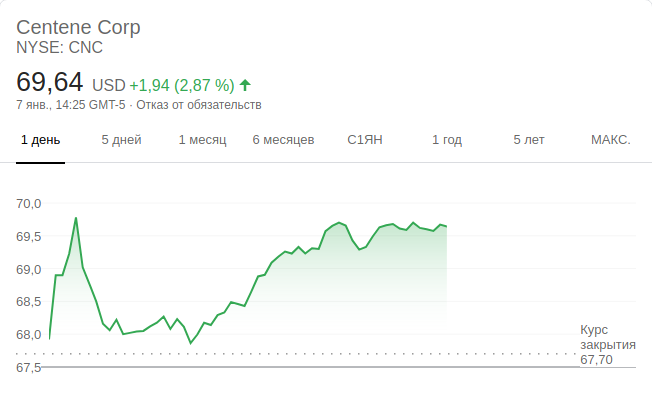 Centene Corp
NYSE: CNC
69,64 USD +1,94 (2,87 %)
7 янв., 14:25 GMT-5 · Отказ от обязательств
1 день 5 дней 1 месяц 6 месяцев С1ЯН 1 год 5 лет МАКС.
70,0
69,5
69,0
68,5
68,0
67,5
Курс
закрытия
67,70